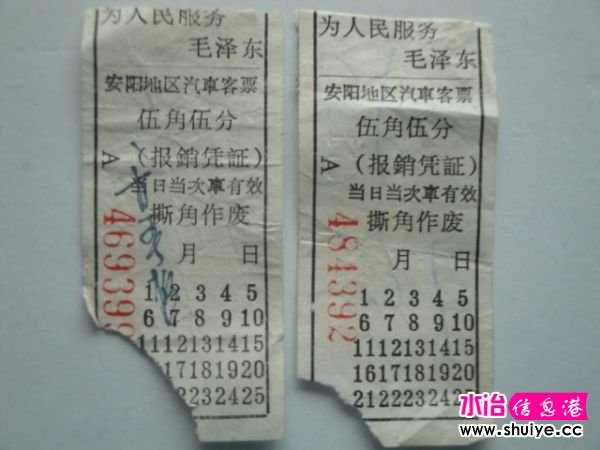 为人民服务
毛泽东
安阳地区汽車客票
伍角伍分
A
(报銷凭証)
当日当次車有效
撕角作废
月 日
1 2 3 4 5
6 7 8 9 10
11 12 13 14 15
17 18 19 20
22 23 24 25
为人民服务
毛泽东
安阳地区汽車客票
伍角伍分
A
(报銷凭証)
当日当次車有效
撕角作废
484392
月 日
1 2 3 4 5
6 7 8 9 10
11 12 13 14 15
16 17 18 19 20
21 22 23 24 25
水冶信息港
www.shuiye.cc